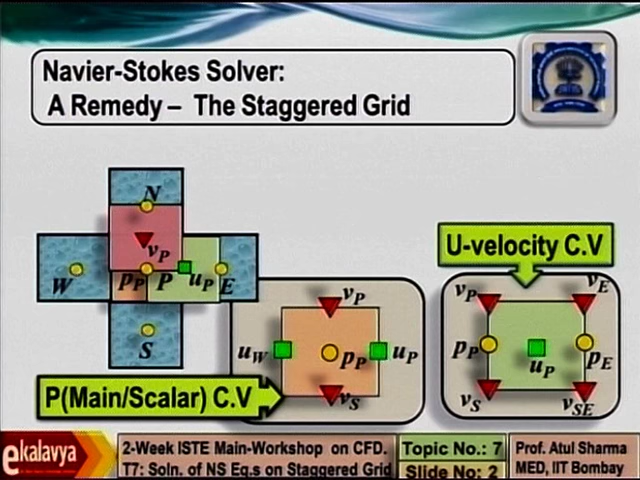 Navier-Stokes Solver:
A Remedy – The Staggered Grid
N
v_P
W
p_P
P
u_P
E
S
U-velocity C.V
v_P
u_W
p_P
u_P
v_S
v_P
v_E
p_P
u_P
p_E
v_S
v_SE
P(Main/Scalar) C.V
ekalavya
2-Week ISTE Main-Workshop on CFD.
T7: Soln. of NS Eq.s on Staggered Grid
Topic No.: 7
Slide No.: 2
Prof. Atul Sharma
MED, IIT Bombay